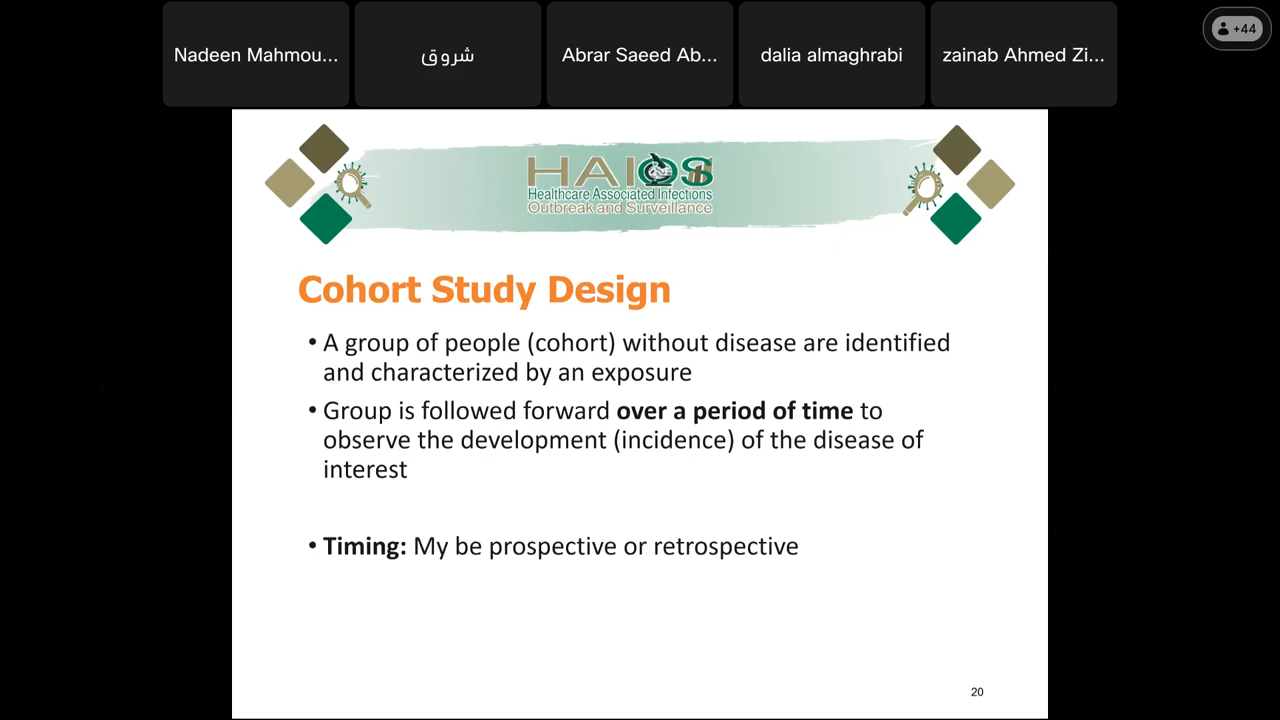 Nadeen Mahmou...
شروق
Abrar Saeed Ab...
dalia almaghrabi
zainab Ahmed Zi...
+44
HAIOS
Healthcare Associated Infections
Outbreak and Surveillance
Cohort Study Design
• A group of people (cohort) without disease are identified
and characterized by an exposure
• Group is followed forward over a period of time to
observe the development (incidence) of the disease of
interest
• Timing: My be prospective or retrospective
20